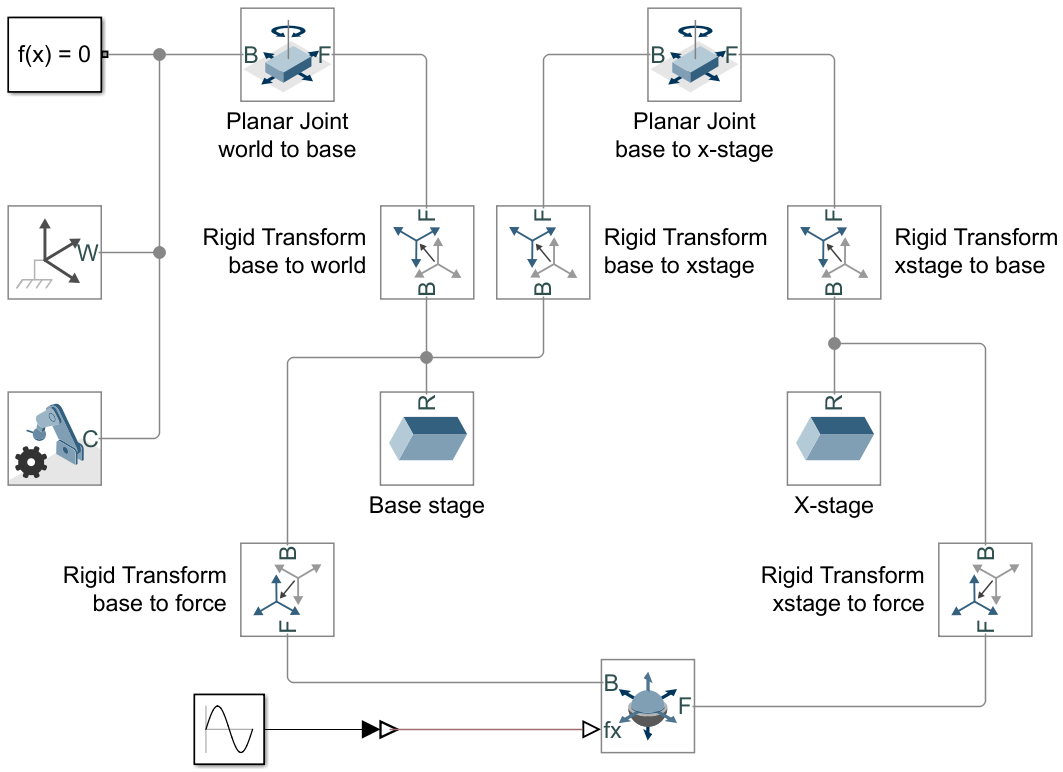 f(x) = 0
B
F
Planar Joint
world to base
B
F
Planar Joint
base to x-stage
W
F
Rigid Transform
base to world
B
F
Rigid Transform
base to xstage
B
F
Rigid Transform
xstage to base
B
C
R
Base stage
R
X-stage
B
Rigid Transform
base to force
F
B
Rigid Transform
xstage to force
F
B
F
fx